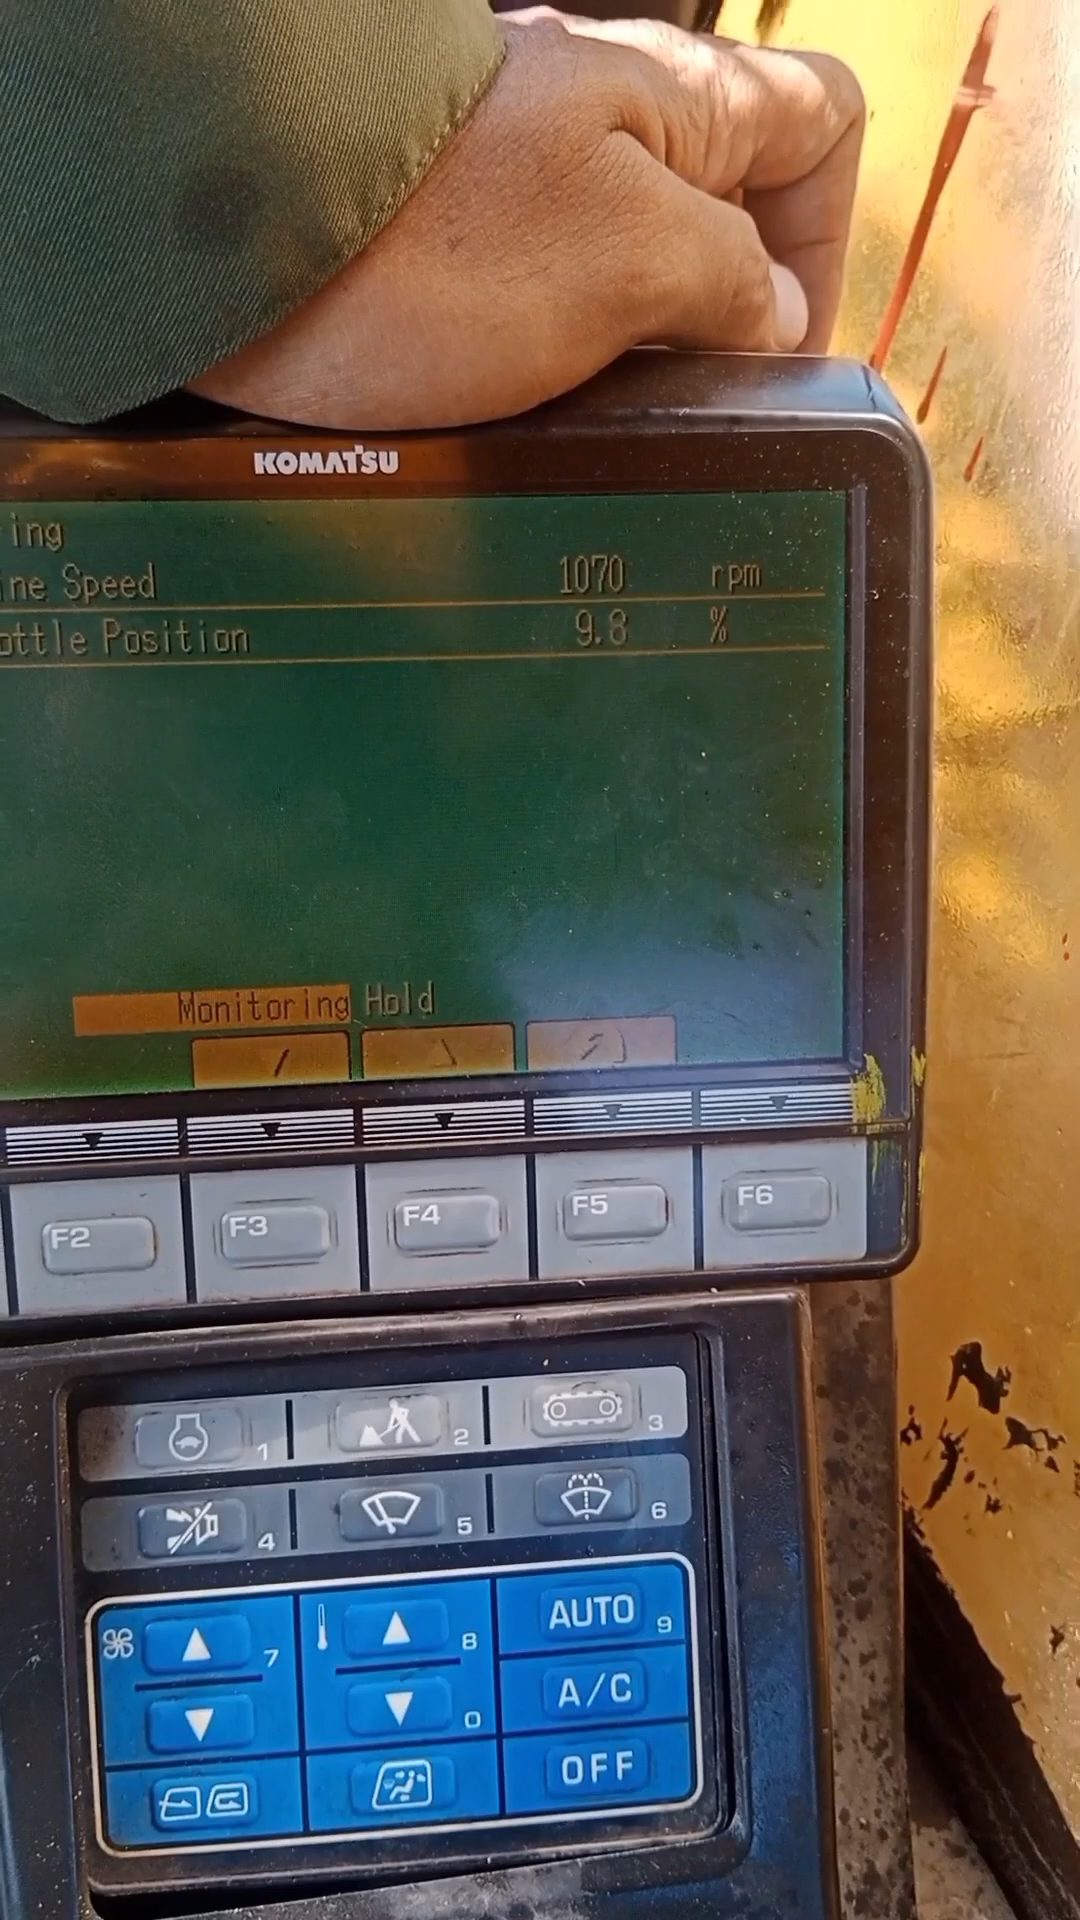 KOMATSU
ing
ine Speed 1070 rpm
ottle Position 9.8 %
Monitoring Hold
F2 F3 F4 F5 F6
1 2 3
4 5 6
7 8 AUTO 9
0 A/C
OFF